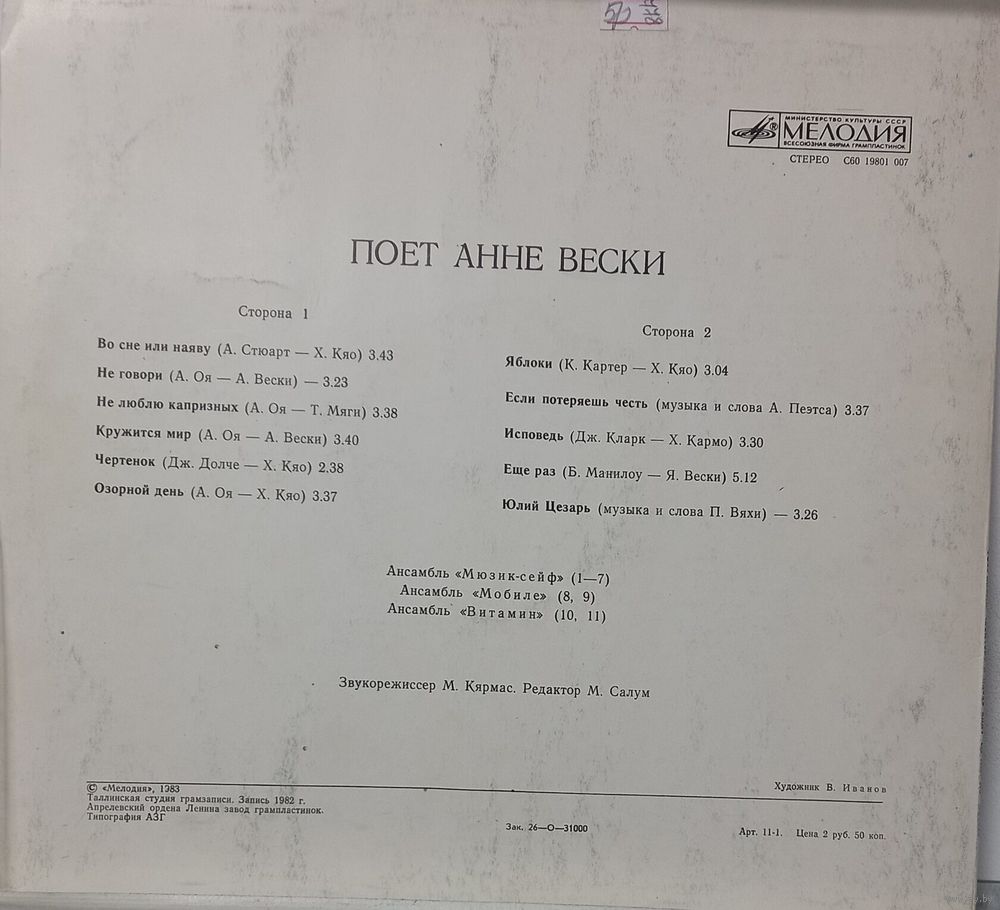 МИНИСТЕРСТВО КУЛЬТУРЫ СССР
МЕЛОДИЯ
ВСЕСОЮЗНАЯ ФИРМА ГРАМПЛАСТИНОК
СТЕРЕО С60 19801 007
ПОЕТ АННЕ ВЕСКИ
Сторона 1
Во сне или наяву (А. Стюарт — Х. Кяо) 3.43
Не говори (А. Оя — А. Вески) — 3.23
Не люблю капризных (А. Оя — Т. Мяги) 3.38
Кружится мир (А. Оя — А. Вески) 3.40
Чертенок (Дж. Долче — Х. Кяо) 2.38
Озорной день (А. Оя — Х. Кяо) 3.37
Сторона 2
Яблоки (К. Картер — Х. Кяо) 3.04
Если потеряешь честь (музыка и слова А. Пеэтса) 3.37
Исповедь (Дж. Кларк — Х. Кармо) 3.30
Еще раз (Б. Манилоу — Я. Вески) 5.12
Юлий Цезарь (музыка и слова П. Вяхи) — 3.26
Ансамбль «Мюзик-сейф» (1—7)
Ансамбль «Мобиле» (8, 9)
Ансамбль «Витамин» (10, 11)
Звукорежиссер М. Кярмас. Редактор М. Салум
© «Мелодия», 1983
Таллинская студия грамзаписи. Запись 1982 г.
Апрелевский ордена Ленина завод грампластинок.
Типография АЗГ
Художник В. Иванов
Зак. 26—О—31000
Арт. 11-1. Цена 2 руб. 50 коп.